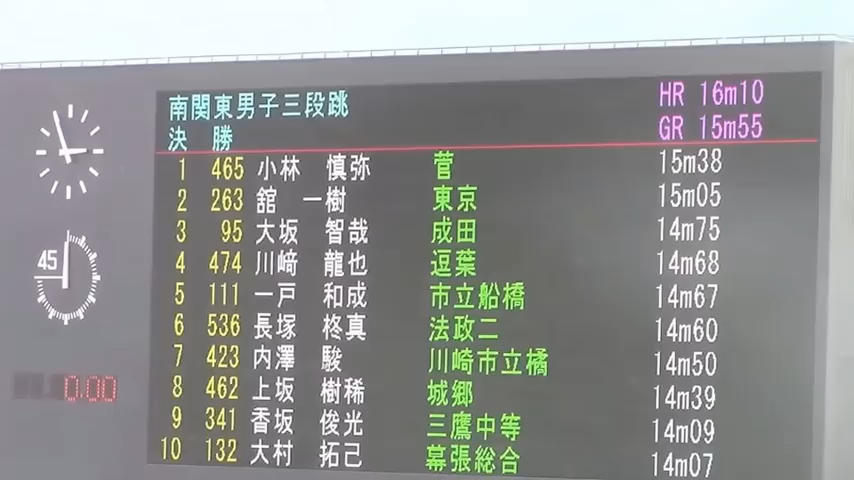 南関東男子三段跳 HR 16m10
決 勝 GR 15m55
1 465 小林 慎弥 菅 15m38
2 263 舘 一樹 東京 15m05
3 95 大坂 智哉 成田 14m75
4 474 川﨑 龍也 逗葉 14m68
5 111 一戸 和成 市立船橋 14m67
6 536 長塚 柊真 法政二 14m60
7 423 内澤 駿 川崎市立橘 14m50
8 462 上坂 樹稀 城郷 14m39
9 341 香坂 俊光 三鷹中等 14m09
10 132 大村 拓己 幕張総合 14m07
45
0.00